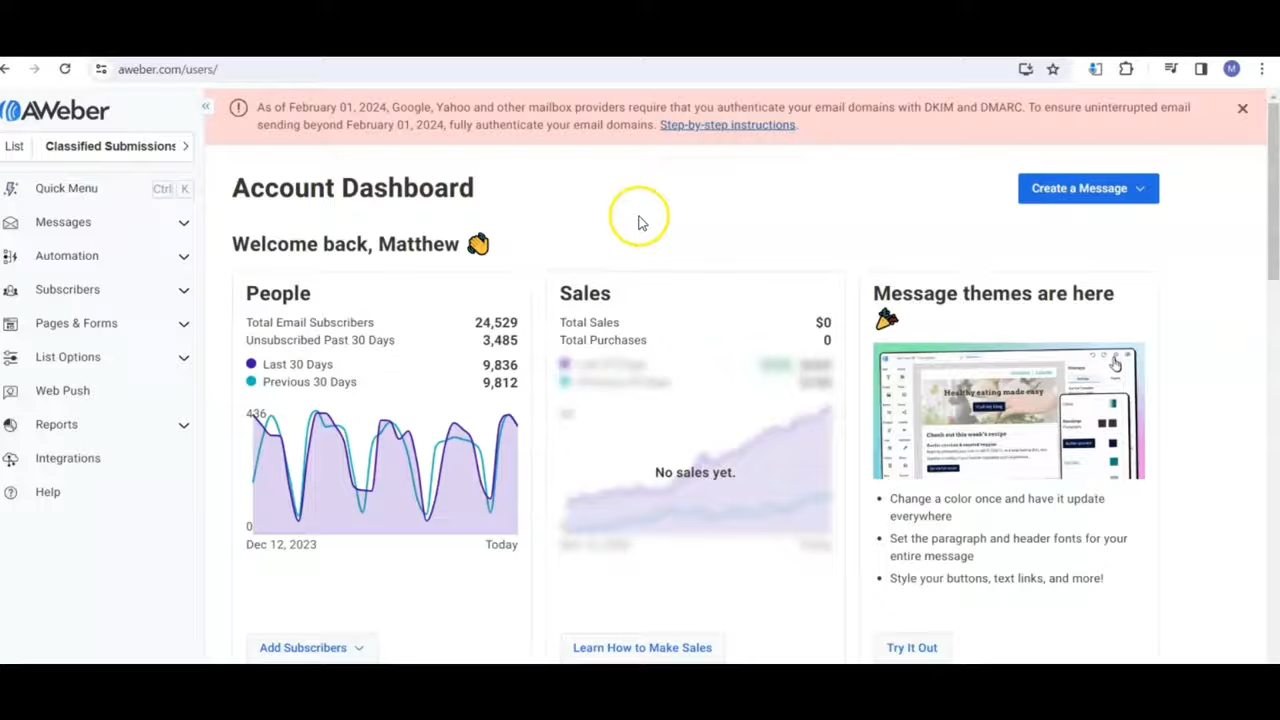 aweber.com/users/
M
AWeber
List Classified Submissions
Quick Menu Ctrl K
Messages
Automation
Subscribers
Pages & Forms
List Options
Web Push
Reports
Integrations
Help
As of February 01, 2024, Google, Yahoo and other mailbox providers require that you authenticate your email domains with DKIM and DMARC. To ensure uninterrupted email
sending beyond February 01, 2024, fully authenticate your email domains. Step-by-step instructions.
Account Dashboard
Create a Message
Welcome back, Matthew
People
Total Email Subscribers 24,529
Unsubscribed Past 30 Days 3,485
Last 30 Days 9,836
Previous 30 Days 9,812
436
0
Dec 12, 2023 Today
Add Subscribers
Sales
Total Sales $0
Total Purchases 0
No sales yet.
Learn How to Make Sales
Message themes are here
Healthy eating made easy
Check out this week's recipe
Change a color once and have it update
everywhere
Set the paragraph and header fonts for your
entire message
Style your buttons, text links, and more!
Try It Out